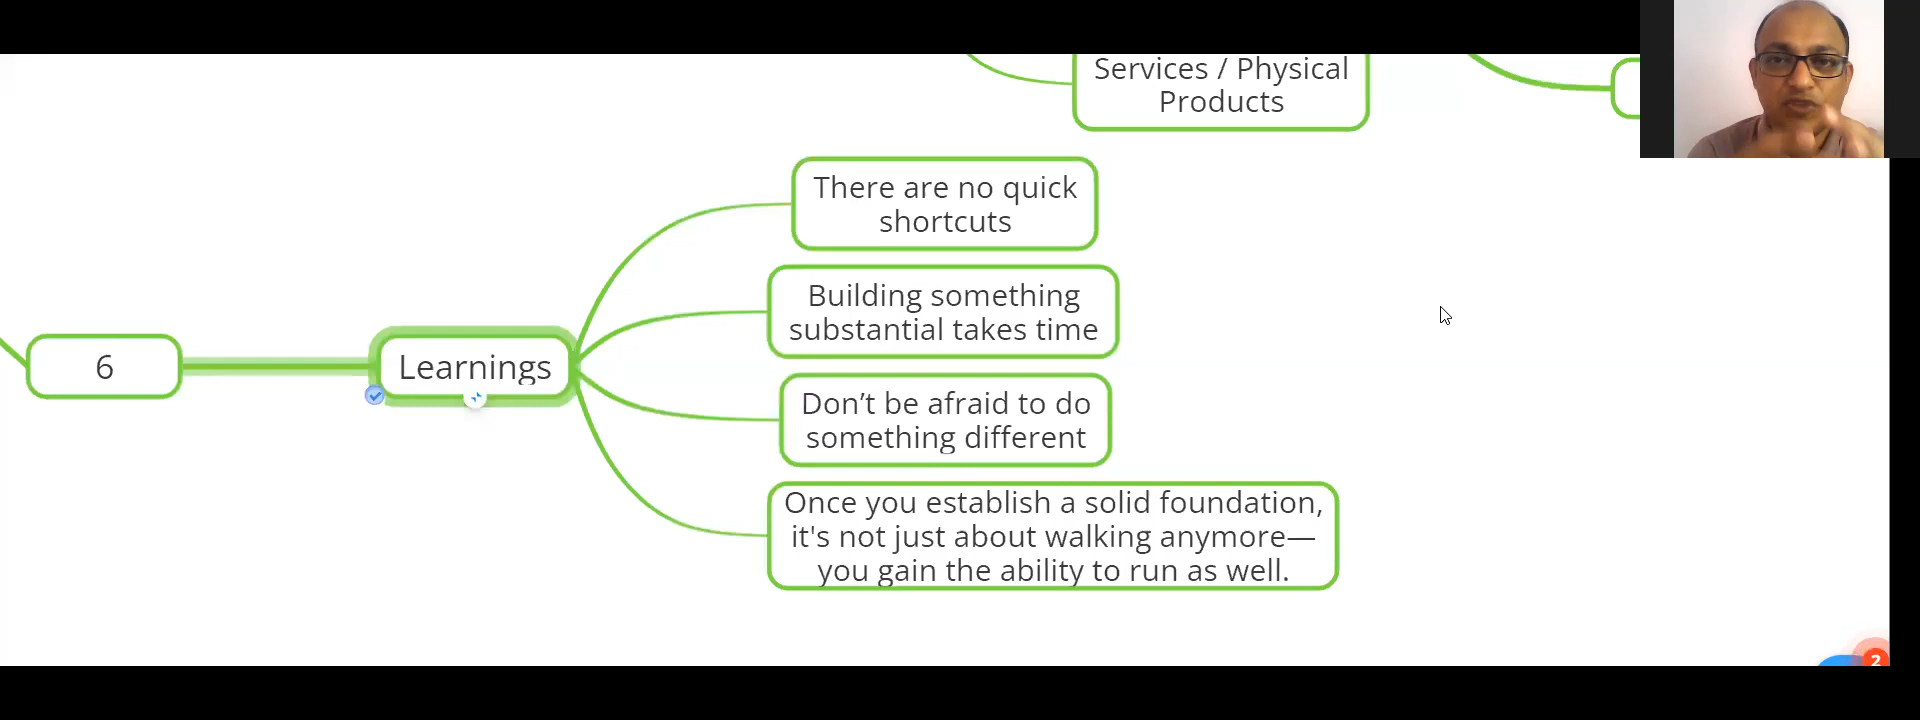 Services / Physical
Products
There are no quick
shortcuts
Building something
substantial takes time
6
Learnings
Don’t be afraid to do
something different
Once you establish a solid foundation,
it's not just about walking anymore—
you gain the ability to run as well.
2